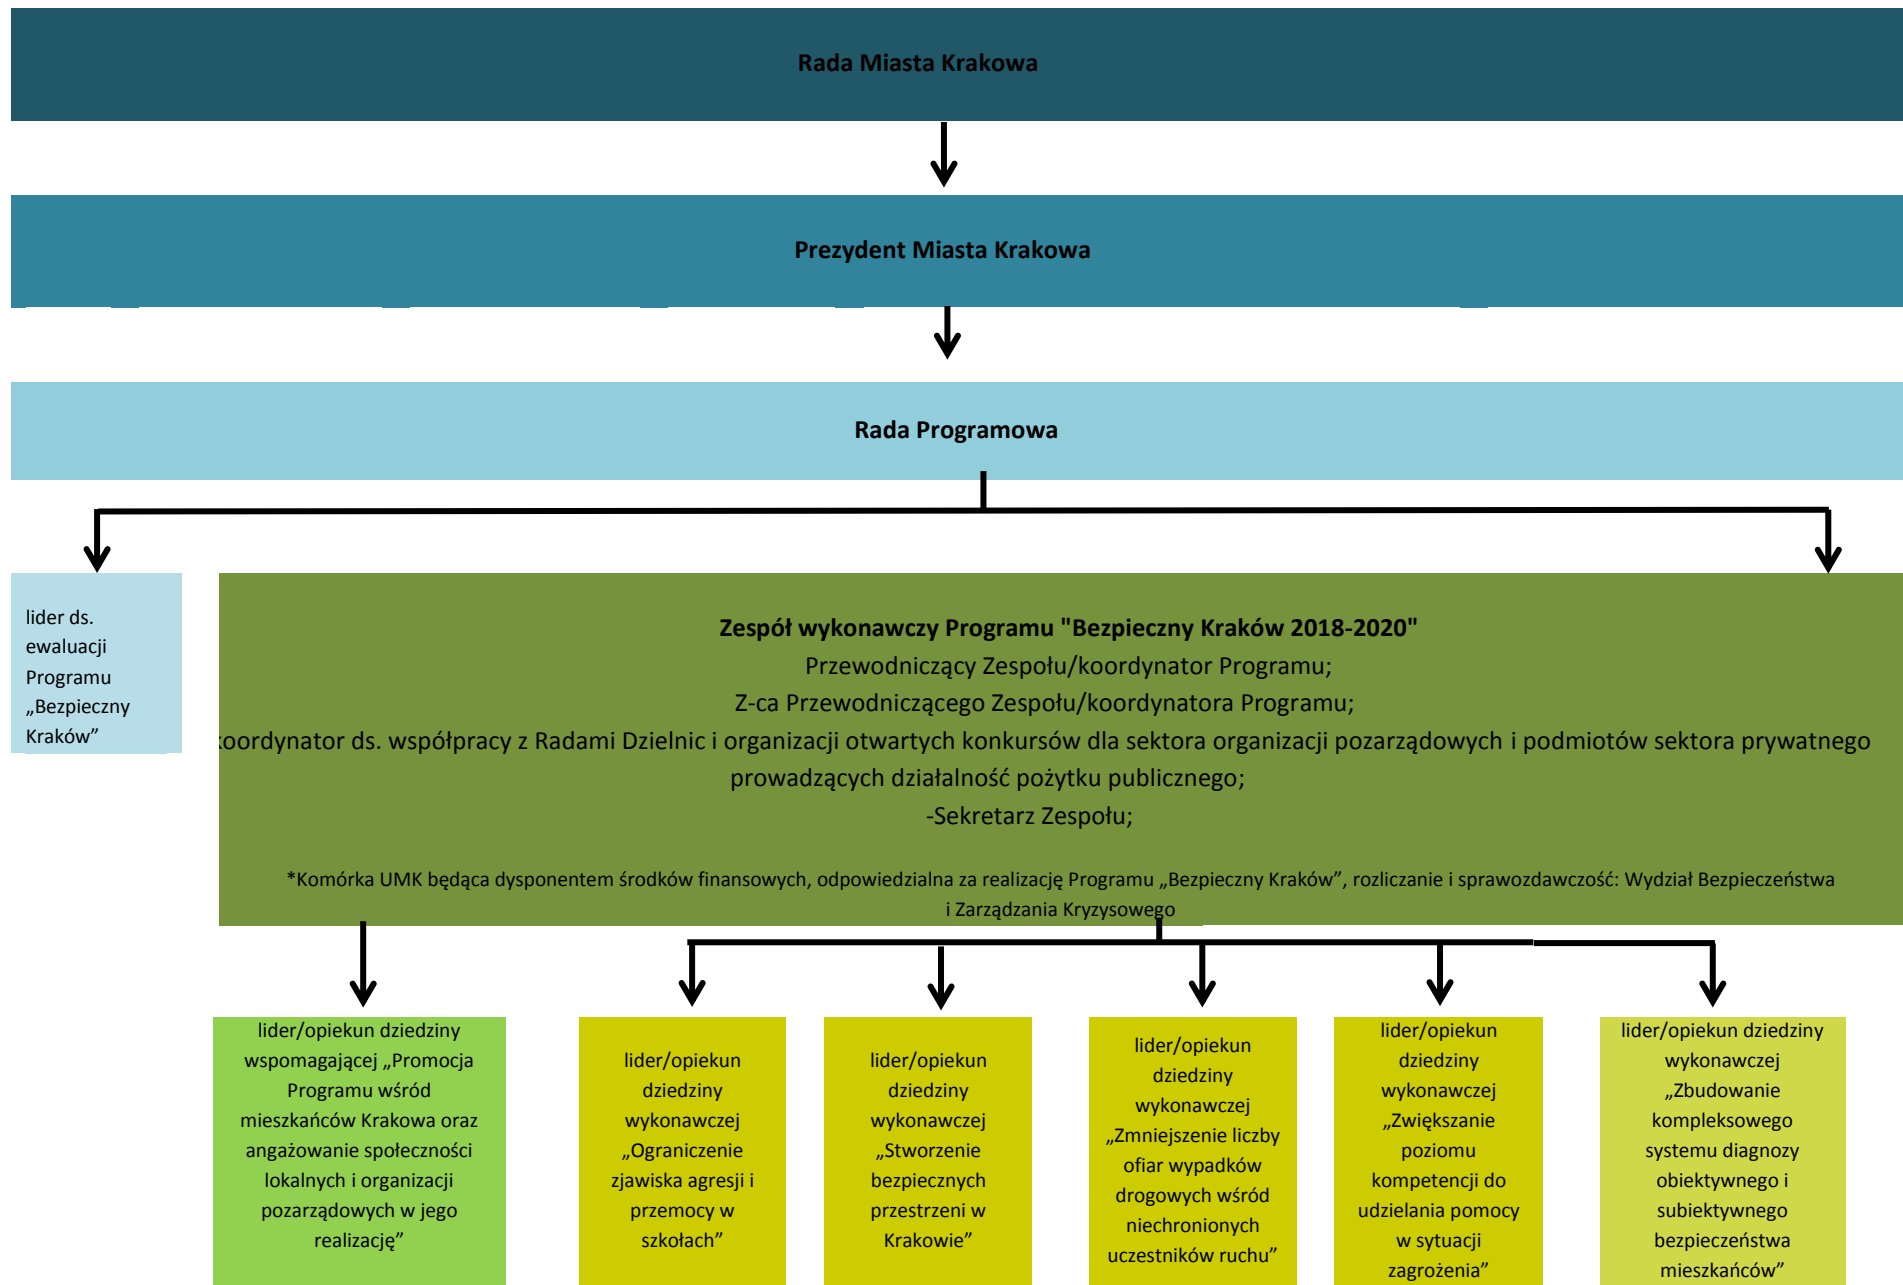 Rada Miasta Krakowa
Prezydent Miasta Krakowa
Rada Programowa
lider ds.
ewaluacji
Programu
„Bezpieczny
Kraków”
Zespół wykonawczy Programu "Bezpieczny Kraków 2018-2020"
Przewodniczący Zespołu/koordynator Programu;
Z-ca Przewodniczącego Zespołu/koordynatora Programu;
koordynator ds. współpracy z Radami Dzielnic i organizacji otwartych konkursów dla sektora organizacji pozarządowych i podmiotów sektora prywatnego
prowadzących działalność pożytku publicznego;
-Sekretarz Zespołu;
*Komórka UMK będąca dysponentem środków finansowych, odpowiedzialna za realizację Programu „Bezpieczny Kraków”, rozliczanie i sprawozdawczość: Wydział Bezpieczeństwa
i Zarządzania Kryzysowego
lider/opiekun dziedziny
wspomagającej „Promocja
Programu wśród
mieszkańców Krakowa oraz
angażowanie społeczności
lokalnych i organizacji
pozarządowych w jego
realizację”
lider/opiekun
dziedziny
wykonawczej
„Ograniczenie
zjawiska agresji i
przemocy w
szkołach”
lider/opiekun
dziedziny
wykonawczej
„Stworzenie
bezpiecznych
przestrzeni w
Krakowie”
lider/opiekun
dziedziny
wykonawczej
„Zmniejszenie liczby
ofiar wypadków
drogowych wśród
niechronionych
uczestników ruchu”
lider/opiekun
dziedziny
wykonawczej
„Zwiększanie
poziomu
kompetencji do
udzielania pomocy
w sytuacji
zagrożenia”
lider/opiekun dziedziny
wykonawczej
„Zbudowanie
kompleksowego
systemu diagnozy
obiektywnego i
subiektywnego
bezpieczeństwa
mieszkańców”